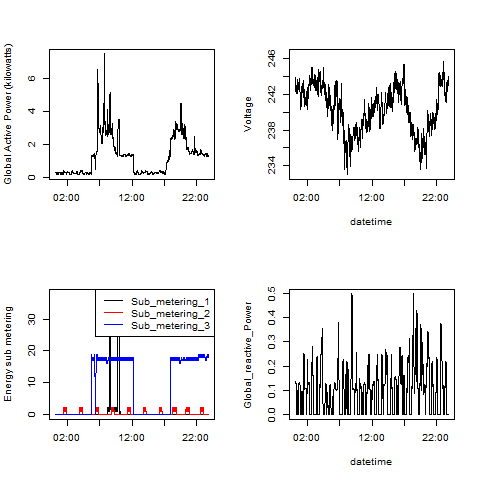 Global Active Power (kilowatts)
0 2 4 6
02:00 12:00 22:00
Voltage
234 238 242 246
02:00 12:00 22:00
datetime
Energy sub metering
0 10 20 30
Sub_metering_1
Sub_metering_2
Sub_metering_3
02:00 12:00 22:00
Global_reactive_Power
0.0 0.1 0.2 0.3 0.4 0.5
02:00 12:00 22:00
datetime